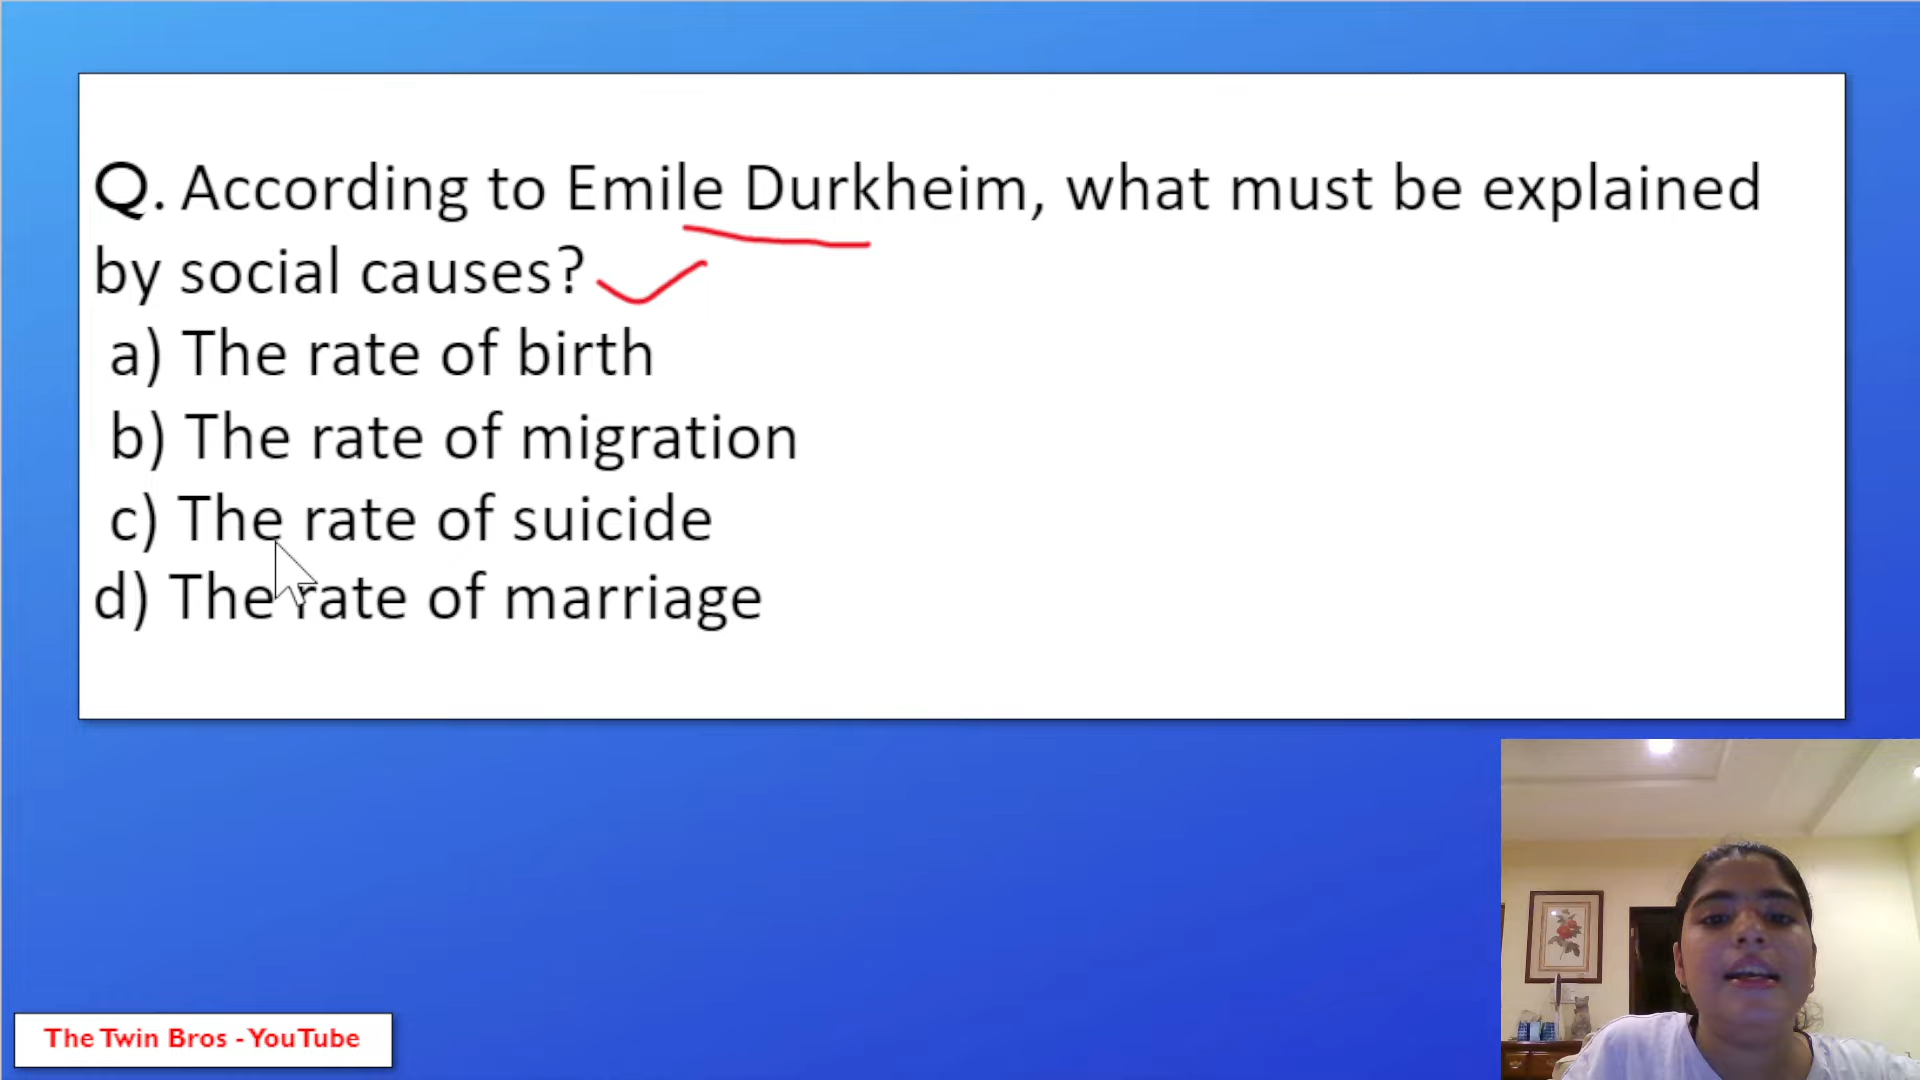 Q. According to Emile Durkheim, what must be explained
by social causes?
a) The rate of birth
b) The rate of migration
c) The rate of suicide
d) The rate of marriage
The Twin Bros - YouTube